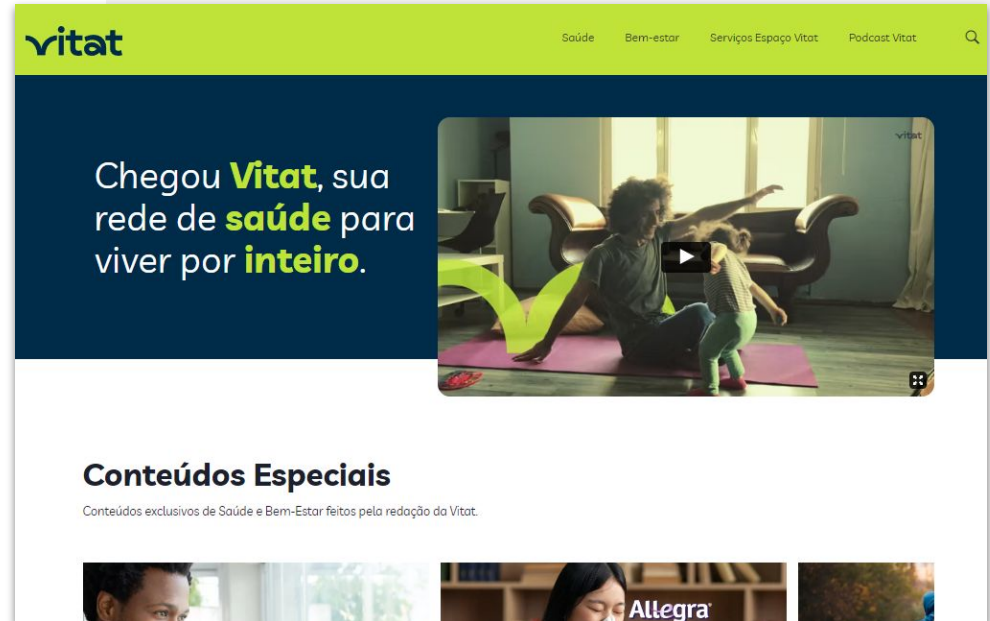 vitat
Saúde Bem-estar Serviços Espaço Vitat Podcast Vitat
vitat
Chegou Vitat, sua
rede de saúde para
viver por inteiro.
Conteúdos Especiais
Conteúdos exclusivos de Saúde e Bem-Estar feitos pela redação da Vitat.
Allegra